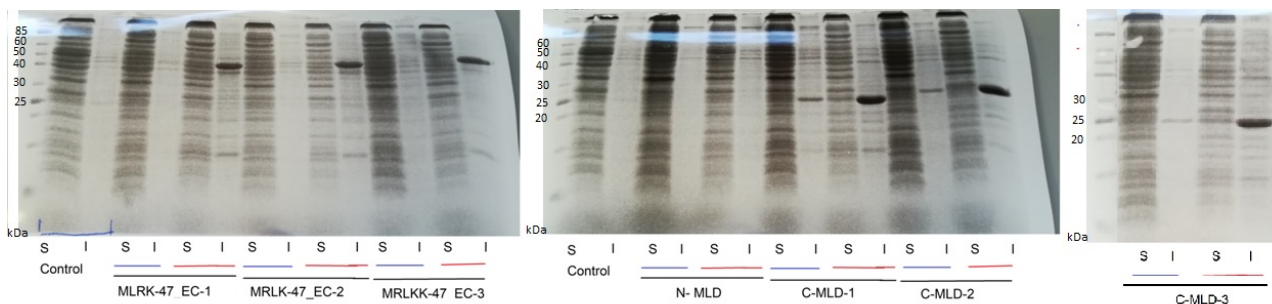 85
60
50
40
30
25
kDa
S I S I S I S I S I S I S I
Control
MLRK-47_EC-1 MRLK-47_EC-2 MRLKK-47 EC-3
60
50
40
30
25
20
kDa
S I S I S I S I S I S I S I
Control
N- MLD C-MLD-1 C-MLD-2
30
25
20
kDa
S I S I
C-MLD-3